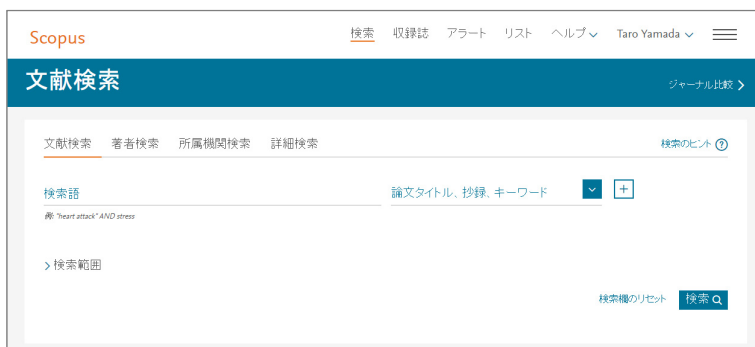 Scopus 検索 収録誌 アラート リスト ヘルプ Taro Yamada
文献検索 ジャーナル比較
文献検索 著者検索 所属機関検索 詳細検索 検索のヒント ?
検索語 論文タイトル、抄録、キーワード +
例: "heart attack" AND stress
検索範囲
検索欄のリセット 検索